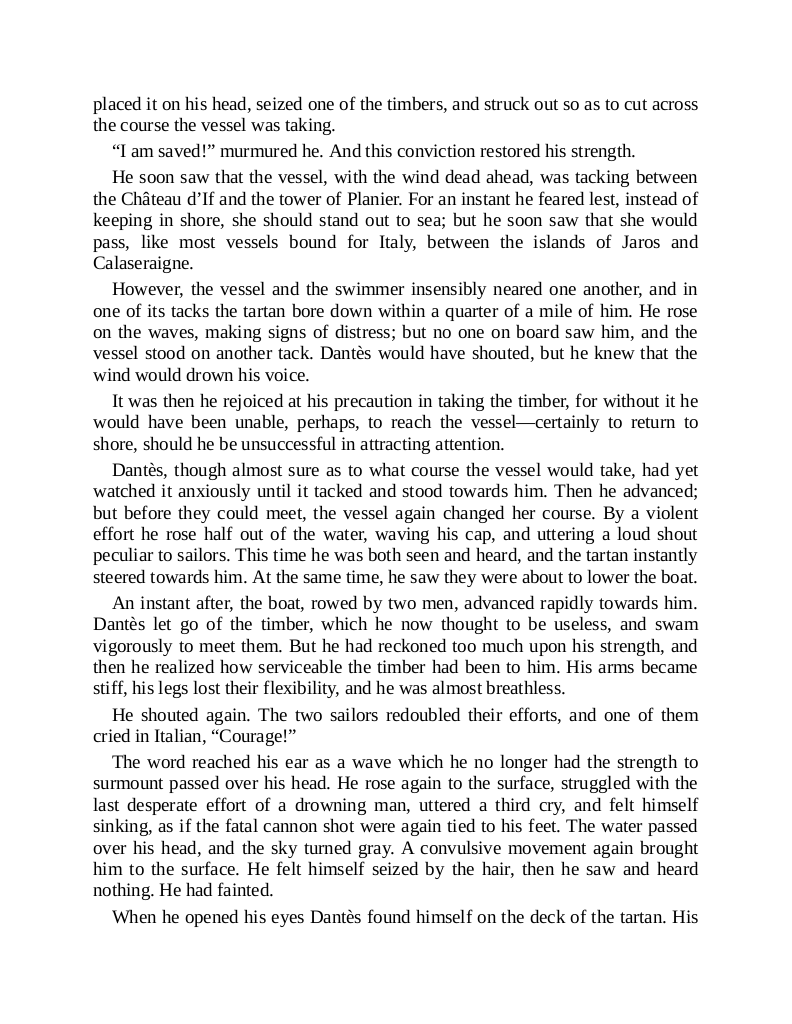 placed it on his head, seized one of the timbers, and struck out so as to cut across
the course the vessel was taking.
“I am saved!” murmured he. And this conviction restored his strength.
He soon saw that the vessel, with the wind dead ahead, was tacking between
the Château d’If and the tower of Planier. For an instant he feared lest, instead of
keeping in shore, she should stand out to sea; but he soon saw that she would
pass, like most vessels bound for Italy, between the islands of Jaros and
Calaseraigne.
However, the vessel and the swimmer insensibly neared one another, and in
one of its tacks the tartan bore down within a quarter of a mile of him. He rose
on the waves, making signs of distress; but no one on board saw him, and the
vessel stood on another tack. Dantès would have shouted, but he knew that the
wind would drown his voice.
It was then he rejoiced at his precaution in taking the timber, for without it he
would have been unable, perhaps, to reach the vessel—certainly to return to
shore, should he be unsuccessful in attracting attention.
Dantès, though almost sure as to what course the vessel would take, had yet
watched it anxiously until it tacked and stood towards him. Then he advanced;
but before they could meet, the vessel again changed her course. By a violent
effort he rose half out of the water, waving his cap, and uttering a loud shout
peculiar to sailors. This time he was both seen and heard, and the tartan instantly
steered towards him. At the same time, he saw they were about to lower the boat.
An instant after, the boat, rowed by two men, advanced rapidly towards him.
Dantès let go of the timber, which he now thought to be useless, and swam
vigorously to meet them. But he had reckoned too much upon his strength, and
then he realized how serviceable the timber had been to him. His arms became
stiff, his legs lost their flexibility, and he was almost breathless.
He shouted again. The two sailors redoubled their efforts, and one of them
cried in Italian, “Courage!”
The word reached his ear as a wave which he no longer had the strength to
surmount passed over his head. He rose again to the surface, struggled with the
last desperate effort of a drowning man, uttered a third cry, and felt himself
sinking, as if the fatal cannon shot were again tied to his feet. The water passed
over his head, and the sky turned gray. A convulsive movement again brought
him to the surface. He felt himself seized by the hair, then he saw and heard
nothing. He had fainted.
When he opened his eyes Dantès found himself on the deck of the tartan. His